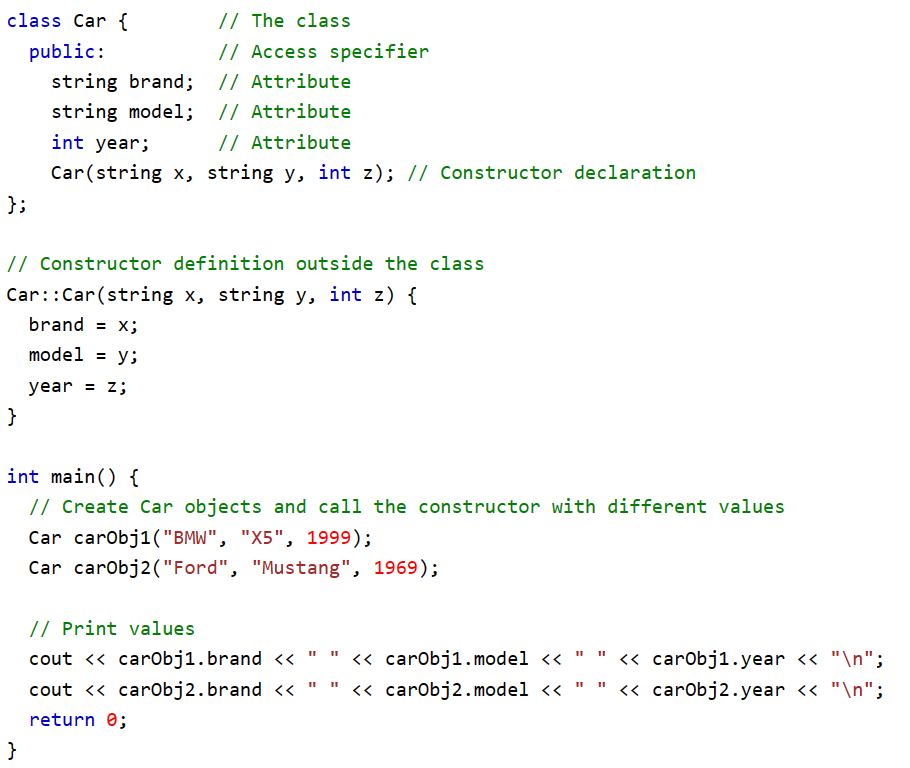 class Car {        // The class
  public:          // Access specifier
    string brand;  // Attribute
    string model;  // Attribute
    int year;      // Attribute
    Car(string x, string y, int z); // Constructor declaration
};

// Constructor definition outside the class
Car::Car(string x, string y, int z) {
  brand = x;
  model = y;
  year = z;
}

int main() {
  // Create Car objects and call the constructor with different values
  Car carObj1("BMW", "X5", 1999);
  Car carObj2("Ford", "Mustang", 1969);

  // Print values
  cout << carObj1.brand << " " << carObj1.model << " " << carObj1.year << "\n";
  cout << carObj2.brand << " " << carObj2.model << " " << carObj2.year << "\n";
  return 0;
}